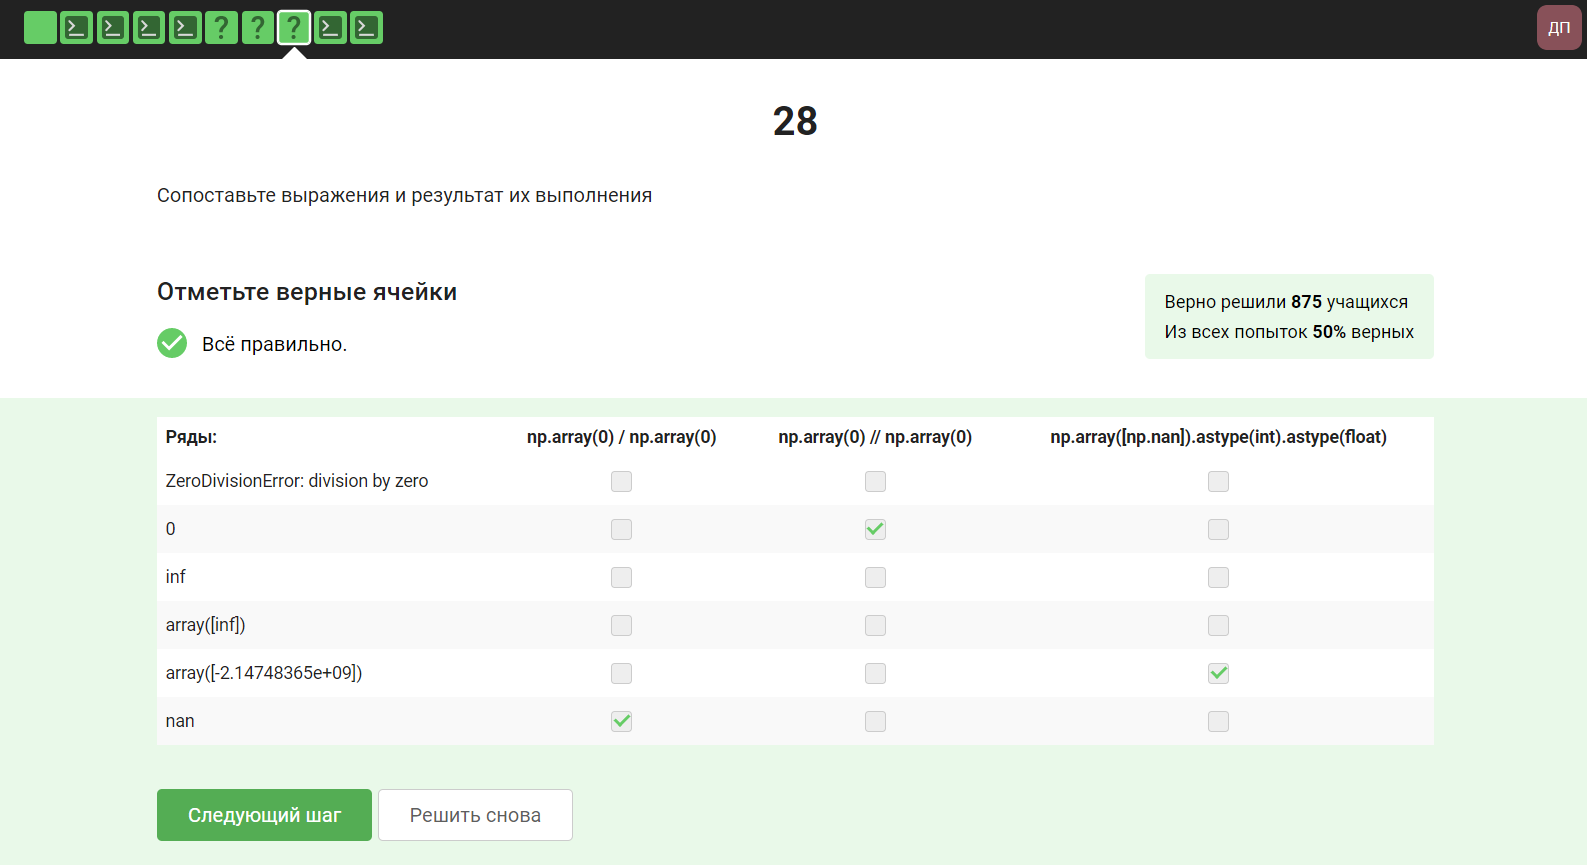 ? ? ?
ДП
28
Сопоставьте выражения и результат их выполнения
Отметьте верные ячейки
Всё правильно.
Верно решили 875 учащихся
Из всех попыток 50% верных
Ряды: np.array(0) / np.array(0) np.array(0) // np.array(0) np.array([np.nan]).astype(int).astype(float)
ZeroDivisionError: division by zero
0
inf
array([inf])
array([-2.14748365e+09])
nan
Следующий шаг Решить снова